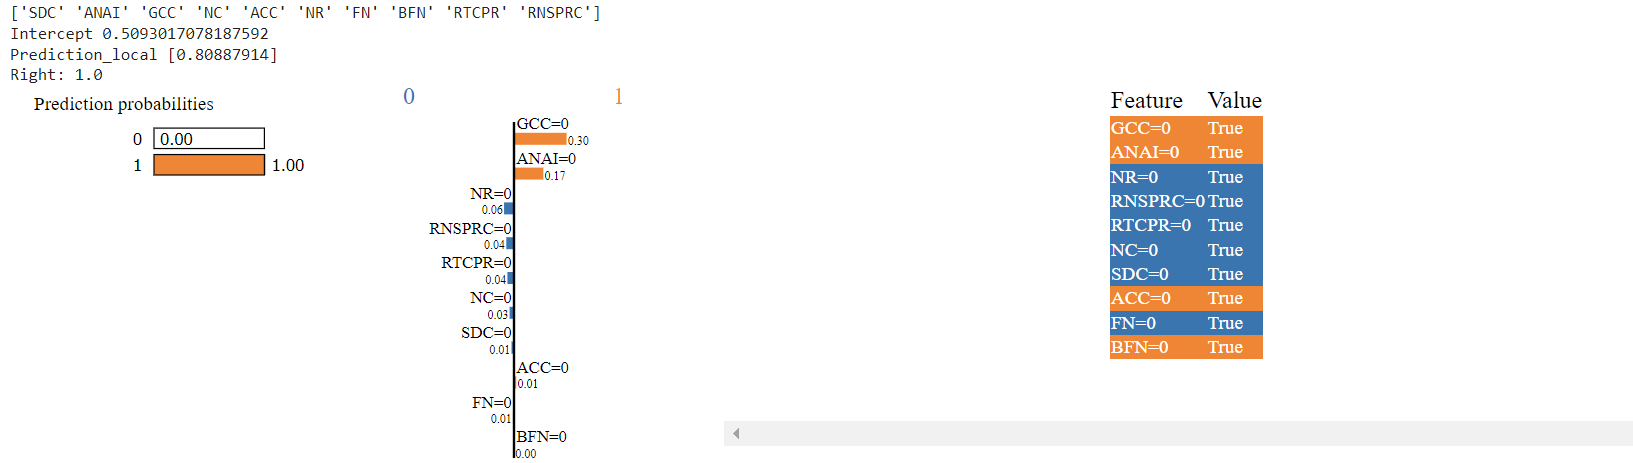 ['SDC' 'ANAI' 'GCC' 'NC' 'ACC' 'NR' 'FN' 'BFN' 'RTCPR' 'RNSPRC']
Intercept 0.5093017078187592
Prediction_local [0.80887914]
Right: 1.0
Prediction probabilities
0 0.00
1 1.00
0 1
GCC=0
0.30
ANAI=0
0.17
NR=0
0.06
RNSPRC=0
0.04
RTCPR=0
0.04
NC=0
0.03
SDC=0
0.01
ACC=0
0.01
FN=0
0.01
BFN=0
0.00
Feature Value
GCC=0 True
ANAI=0 True
NR=0 True
RNSPRC=0 True
RTCPR=0 True
NC=0 True
SDC=0 True
ACC=0 True
FN=0 True
BFN=0 True